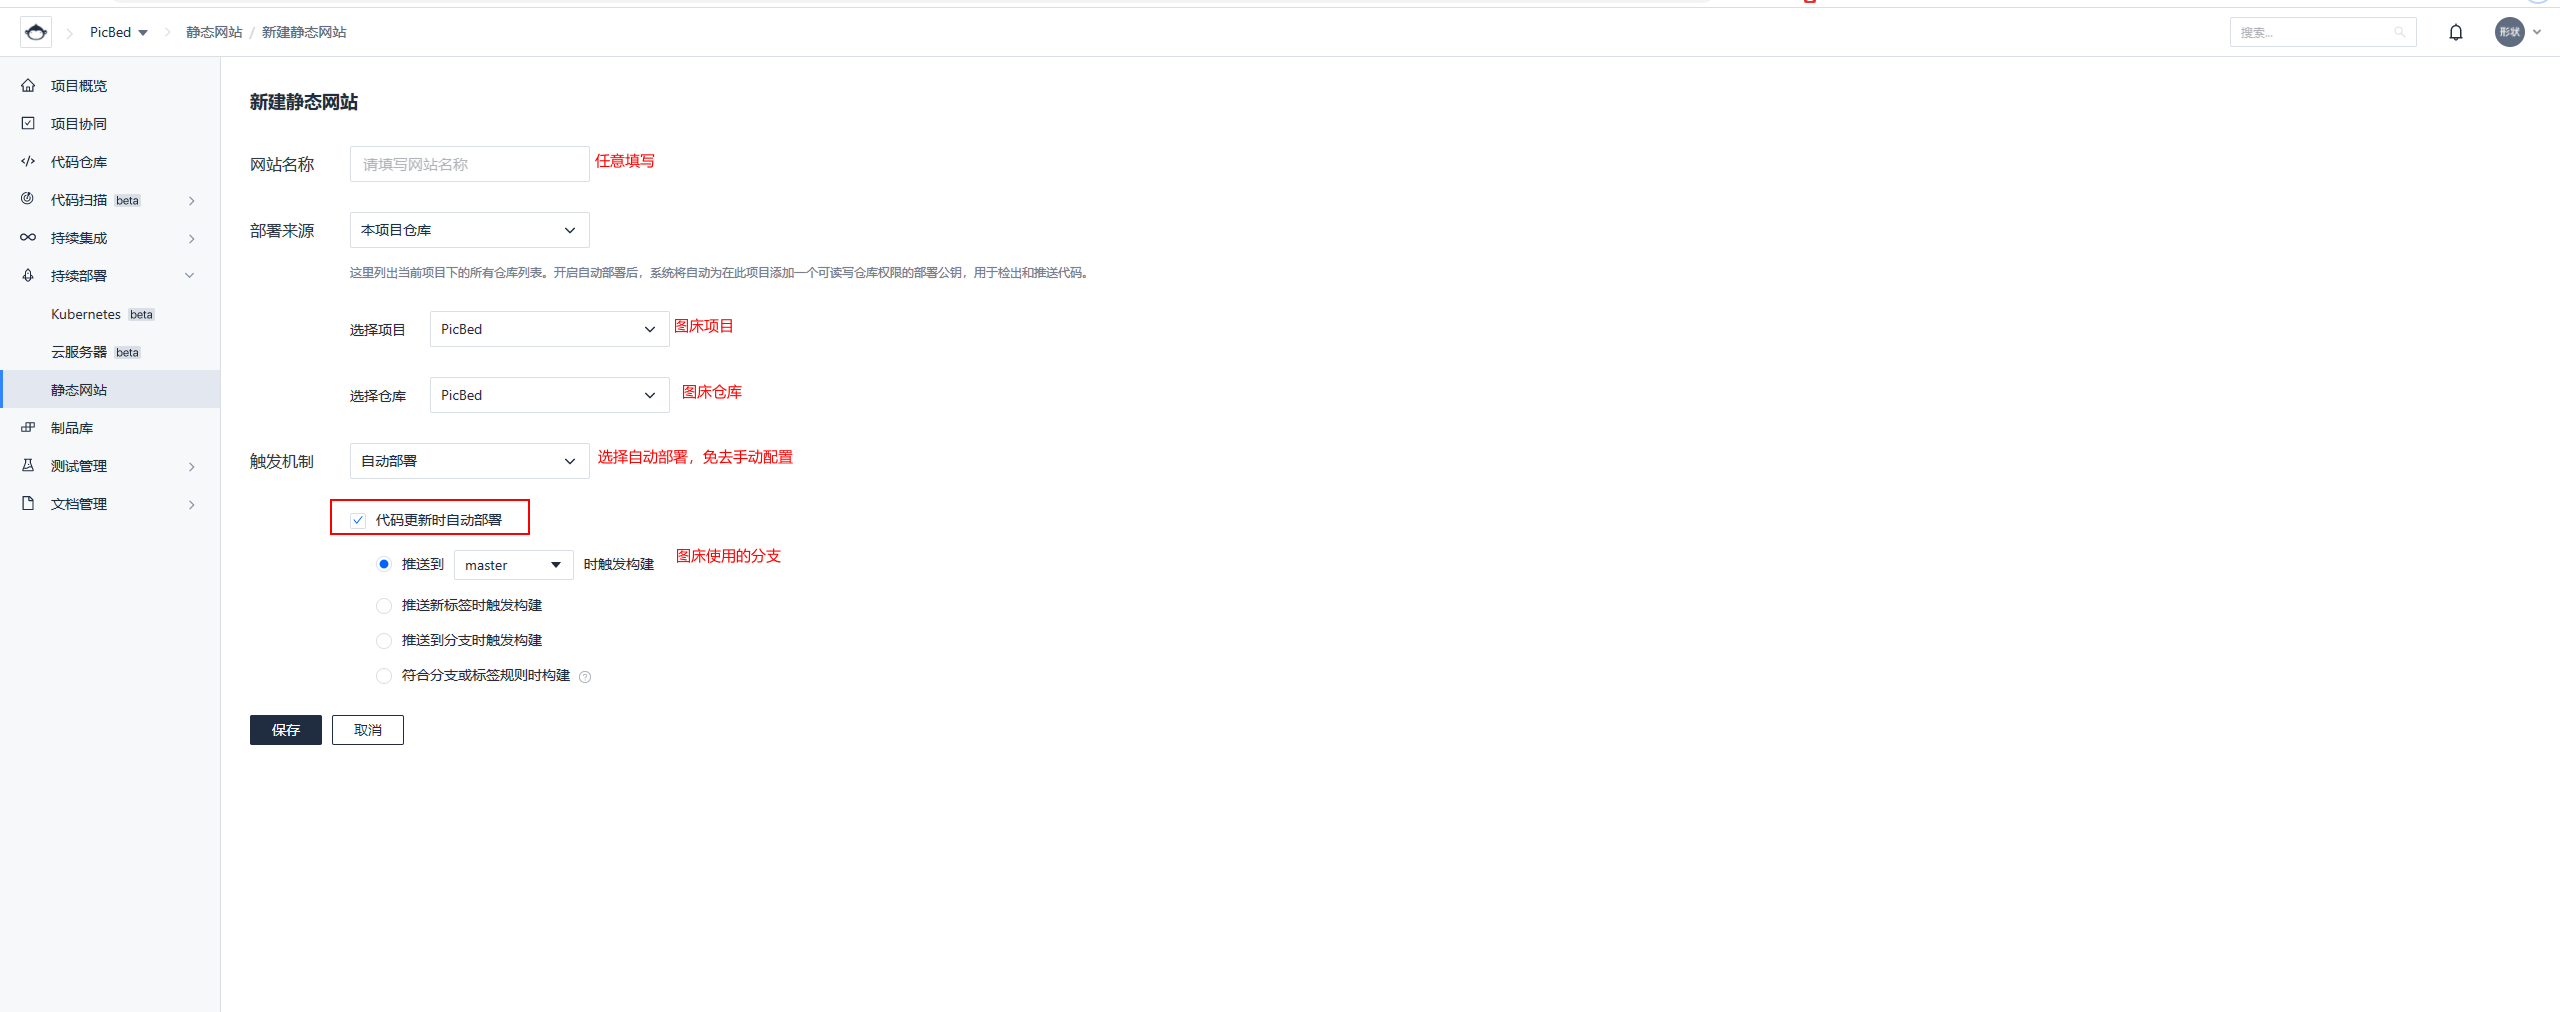 PicBed
静态网站 / 新建静态网站
搜索...
形状
项目概览
项目协同
代码仓库
代码扫描 beta
持续集成
持续部署
Kubernetes beta
云服务器 beta
静态网站
制品库
测试管理
文档管理
新建静态网站
网站名称 请填写网站名称 任意填写
部署来源 本项目仓库
这里列出当前项目下的所有仓库列表。开启自动部署后，系统将自动为在此项目添加一个可读写仓库权限的部署公钥，用于检出和推送代码。
选择项目 PicBed 图床项目
选择仓库 PicBed 图床仓库
触发机制 自动部署 选择自动部署，免去手动配置
代码更新时自动部署
推送到 master 时触发构建 图床使用的分支
推送新标签时触发构建
推送到分支时触发构建
符合分支或标签规则时构建 ?
保存 取消